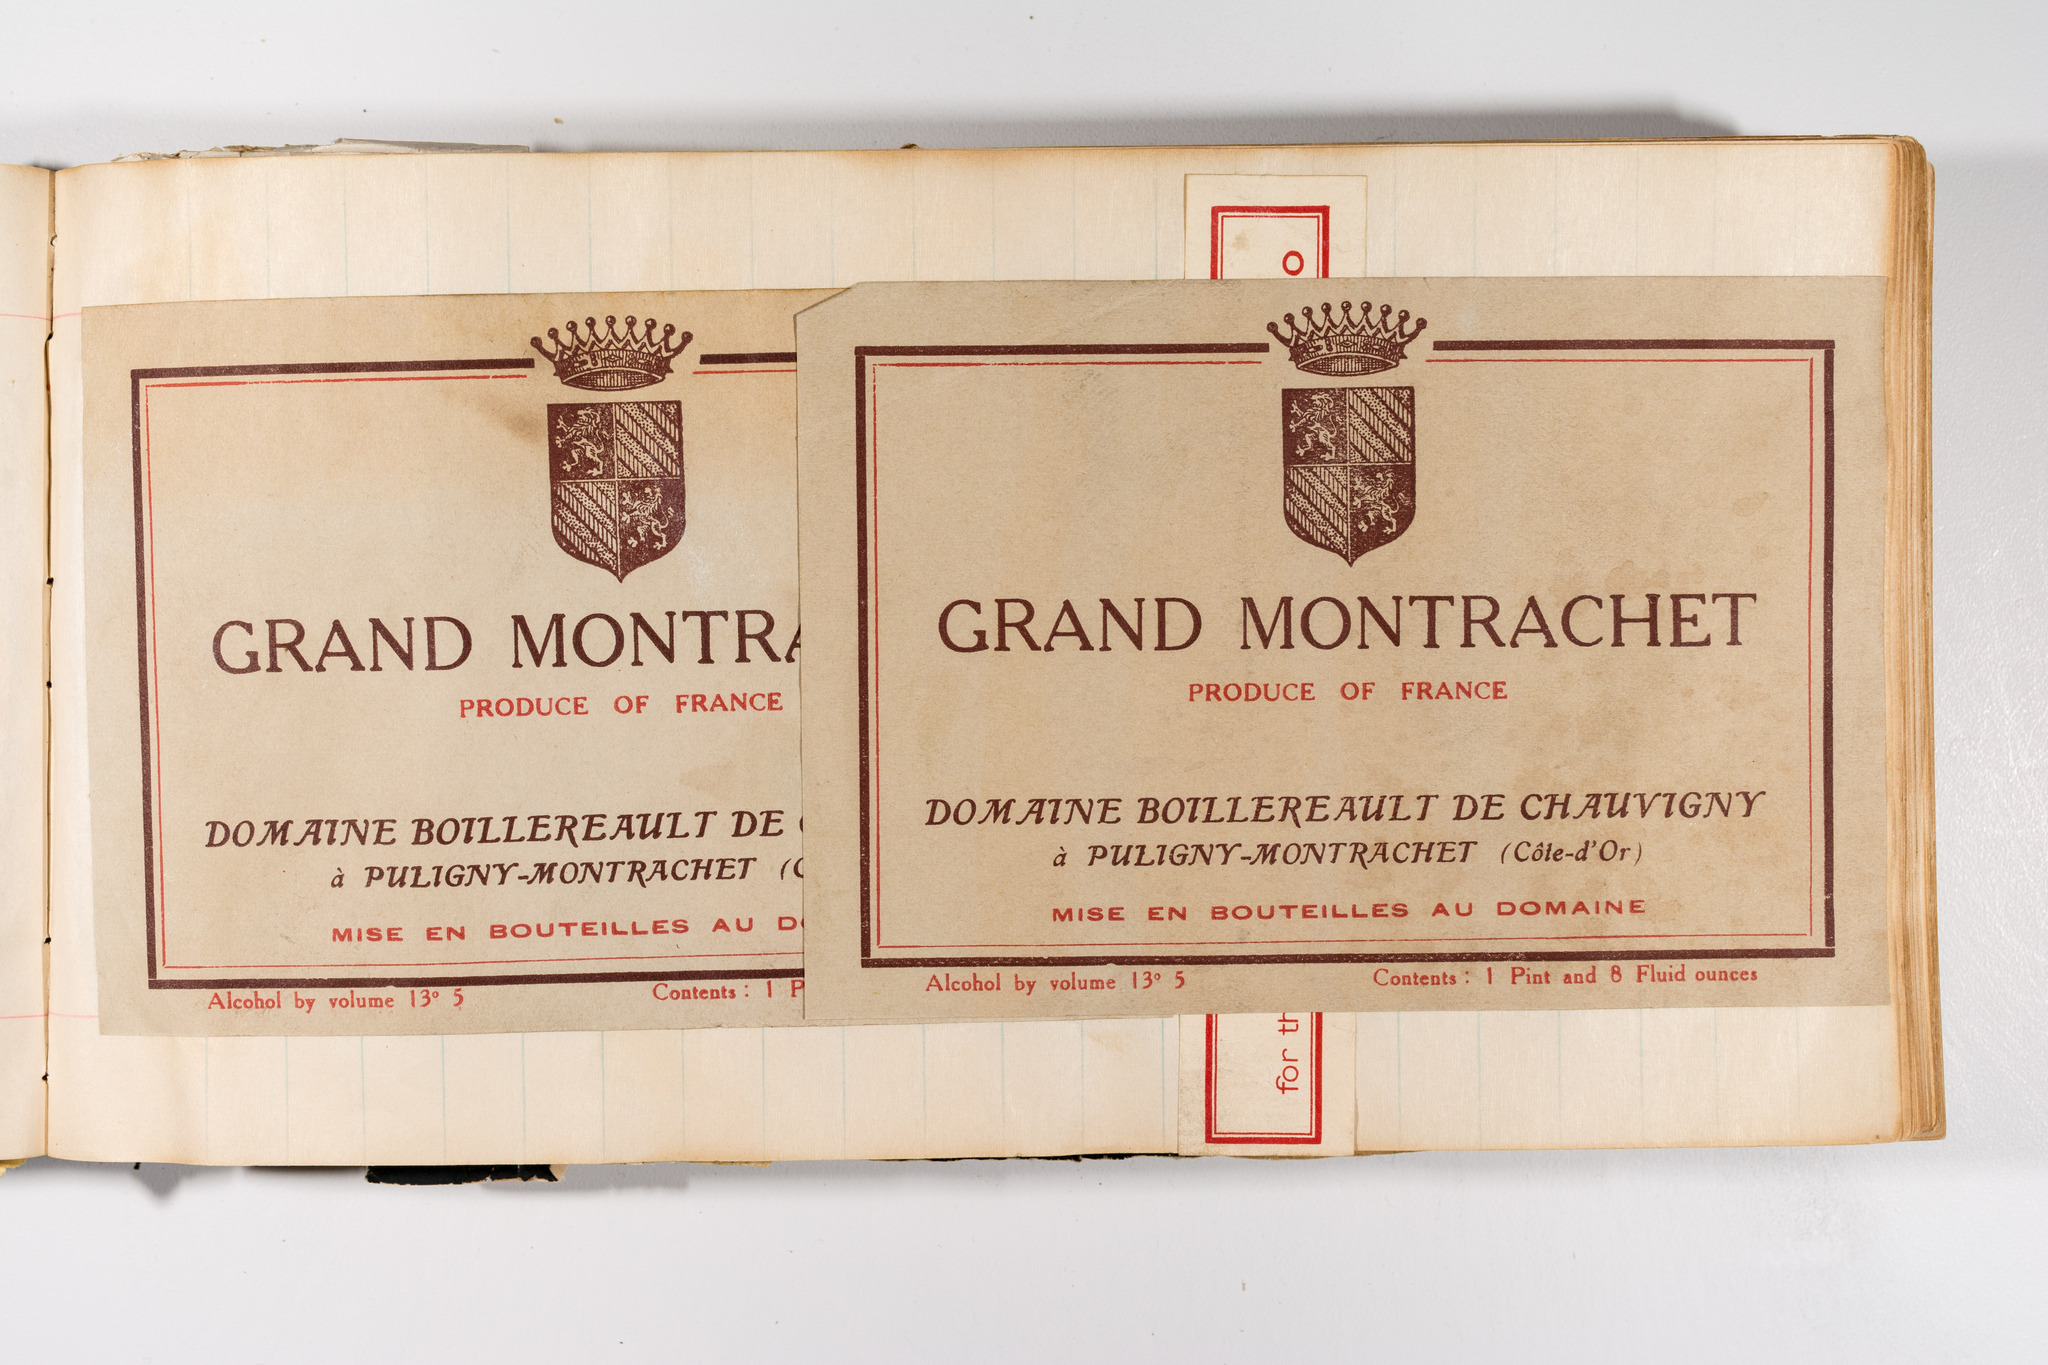 GRAND MONTRA
PRODUCE OF FRANCE
DOMAINE BOILLEREAULT DE
à PULIGNY-MONTRACHET (C
MISE EN BOUTEILLES AU DO
Alcohol by volume 13° 5
Contents : 1 P
GRAND MONTRACHET
PRODUCE OF FRANCE
DOMAINE BOILLEREAULT DE CHAUVIGNY
à PULIGNY-MONTRACHET (Côte-d'Or)
MISE EN BOUTEILLES AU DOMAINE
Alcohol by volume 13° 5
Contents : 1 Pint and 8 Fluid ounces
for th